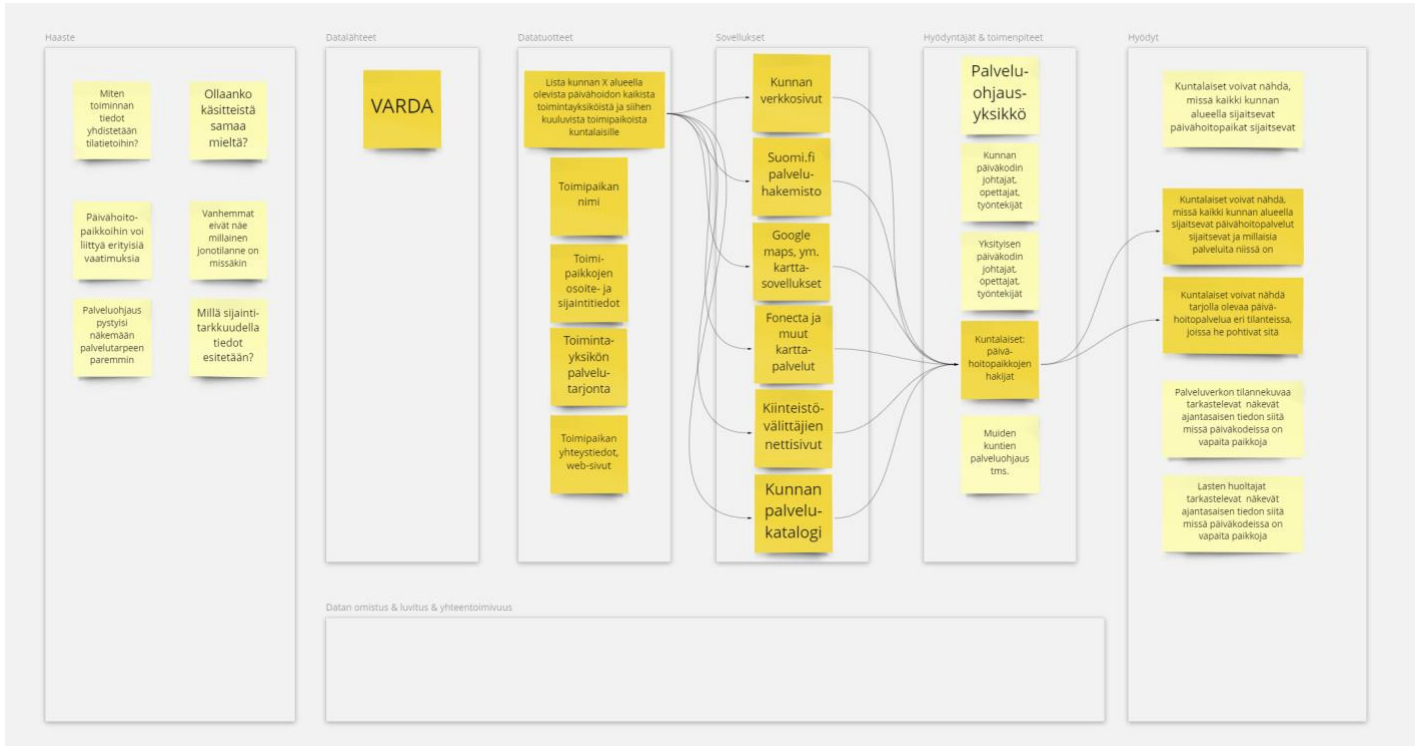 Haaste
Miten
toiminnan
tiedot
yhdistetään
tilatietoihin?
Ollaanko
käsitteistä
samaa
mieltä?
Päivähoito-
paikkoihin voi
liittyä erityisiä
vaatimuksia
Vanhemmat
eivät näe
millainen
jonotilanne on
missäkin
Palveluohjaus
pystyisi
näkemään
palvelutarpeen
paremmin
Millä sijainti-
tarkkuudella
tiedot
esitetään?
Datalähteet
VARDA
Datatuotteet
Lista kunnan X alueella
olevista päivähoidon kaikista
toimintayksiköistä ja siihen
kuuluvista toimipaikoista
kuntalaisille
Toimipaikan
nimi
Toimi-
paikkojen
osoite- ja
sijaintitiedot
Toiminta-
yksikön
palvelu-
tarjonta
Toimipaikan
yhteystiedot,
web-sivut
Sovellukset
Kunnan
verkkosivut
Suomi.fi
palvelu-
hakemisto
Google
maps, ym.
kartta-
sovellukset
Fonecta ja
muut
kartta-
palvelut
Kiinteistö-
välittäjien
nettisivut
Kunnan
palvelu-
katalogi
Hyödyntäjät & toimenpiteet
Palvelu-
ohjaus-
yksikkö
Kunnan
päiväkodin
johtajat,
opettajat,
työntekijät
Yksityisen
päiväkodin
johtajat,
opettajat,
työntekijät
Kuntalaiset:
päivä-
hoitopaikkojen
hakijat
Muiden
kuntien
palveluohjaus
tms.
Hyödyt
Kuntalaiset voivat nähdä,
missä kaikki kunnan
alueella sijaitsevat
päivähoitopaikat sijaitsevat
Kuntalaiset voivat nähdä,
missä kaikki kunnan alueella
sijaitsevat päivähoitopalvelut
sijaitsevat ja millaisia
palveluita niissä on
Kuntalaiset voivat nähdä
tarjolla olevaa päivä-
hoitopalvelua eri tilanteissa,
joissa he pohtivat sitä
Palveluverkon tilannekuvaa
tarkastelevat näkevät
ajantasaisen tiedon siitä
missä päiväkodeissa on
vapaita paikkoja
Lasten huoltajat
tarkastelevat näkevät
ajantasaisen tiedon siitä
missä päiväkodeissa on
vapaita paikkoja
Datan omistus & luvitus & yhteentoimivuus